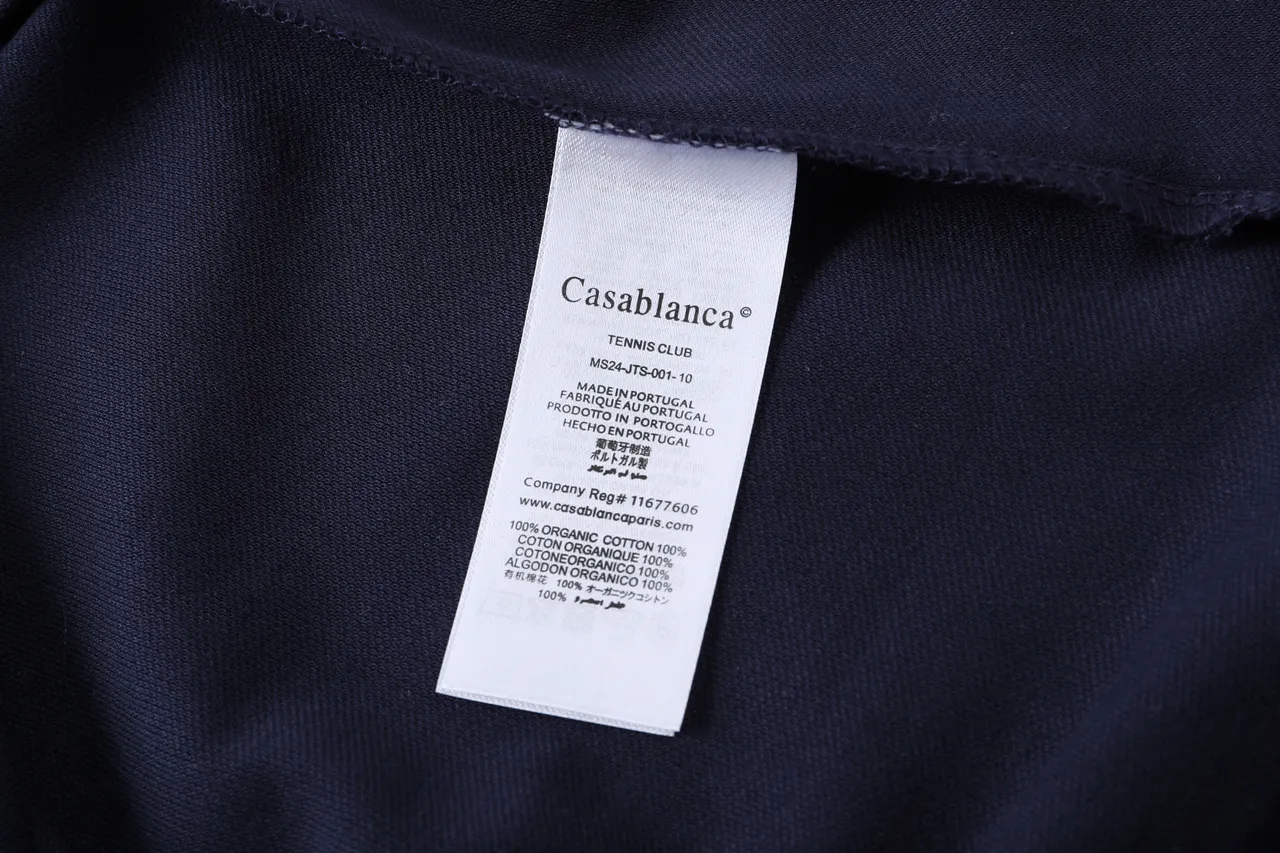 Casablanca©
TENNIS CLUB
MS24-JTS-001-10
MADE IN PORTUGAL
FABRIQUÉ AU PORTUGAL
PRODOTTO IN PORTOGALLO
HECHO EN PORTUGAL
葡萄牙制造
ポルトガル製
Company Reg# 11677606
www.casablancaparis.com
100% ORGANIC COTTON 100%
COTON ORGANIQUE 100%
COTONEORGANICO 100%
ALGODON ORGANICO 100%
有机棉花 100% オーガニックコットン
100%